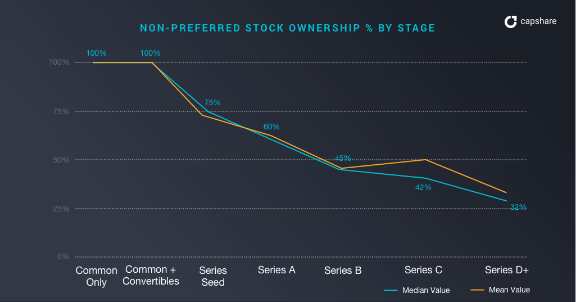 NON-PREFERRED STOCK OWNERSHIP % BY STAGE
capshare
100%
75%
50%
25%
0%
100%
100%
75%
60%
45%
42%
32%
Common Only
Common + Convertibles
Series Seed
Series A
Series B
Series C
Series D+
Median Value
Mean Value